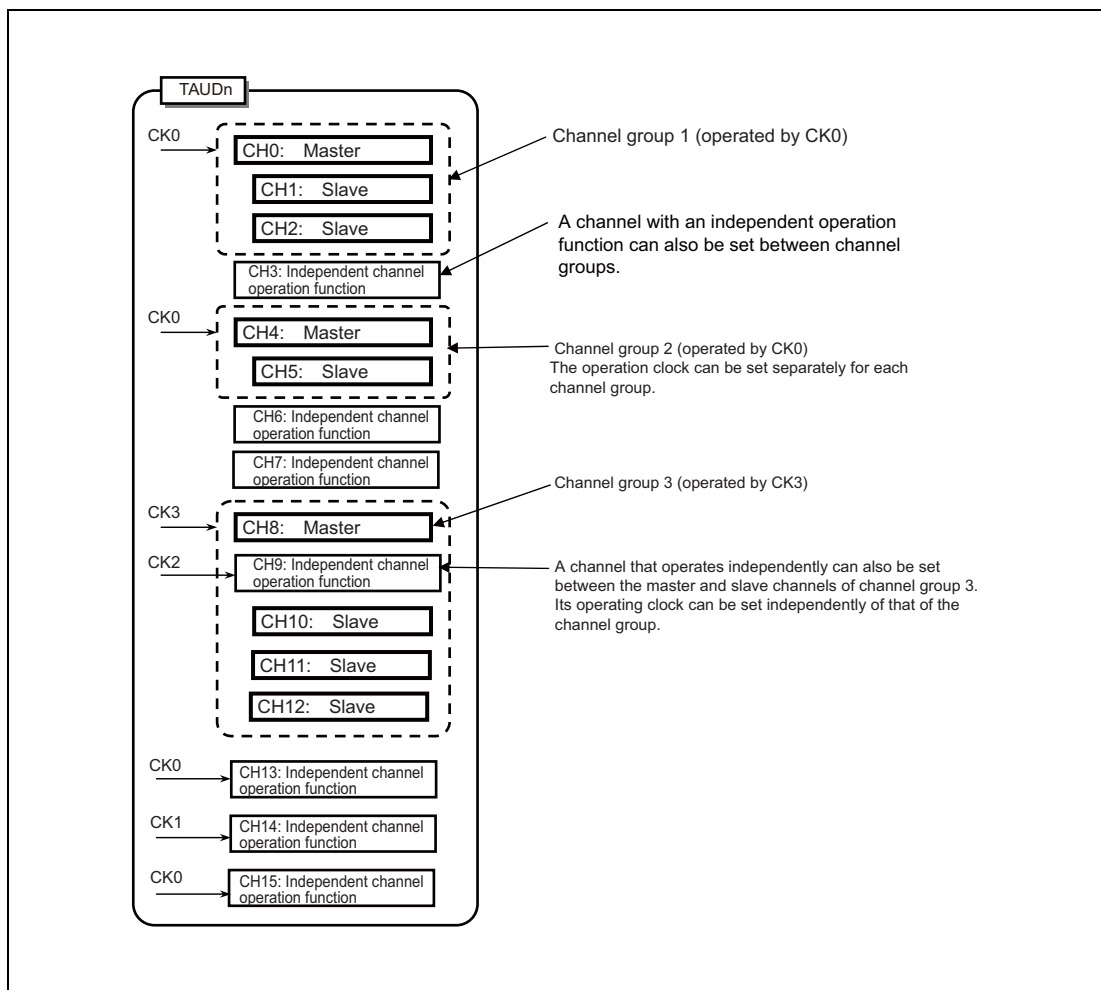 TAUDn
CK0
CH0: Master
CH1: Slave
CH2: Slave
Channel group 1 (operated by CK0)
CH3: Independent channel
operation function
A channel with an independent operation
function can also be set between channel
groups.
CK0
CH4: Master
CH5: Slave
Channel group 2 (operated by CK0)
The operation clock can be set separately for each
channel group.
CH6: Independent channel
operation function
CH7: Independent channel
operation function
Channel group 3 (operated by CK3)
CK3
CH8: Master
CK2
CH9: Independent channel
operation function
A channel that operates independently can also be set
between the master and slave channels of channel group 3.
Its operating clock can be set independently of that of the
channel group.
CH10: Slave
CH11: Slave
CH12: Slave
CK0
CH13: Independent channel
operation function
CK1
CH14: Independent channel
operation function
CK0
CH15: Independent channel
operation function